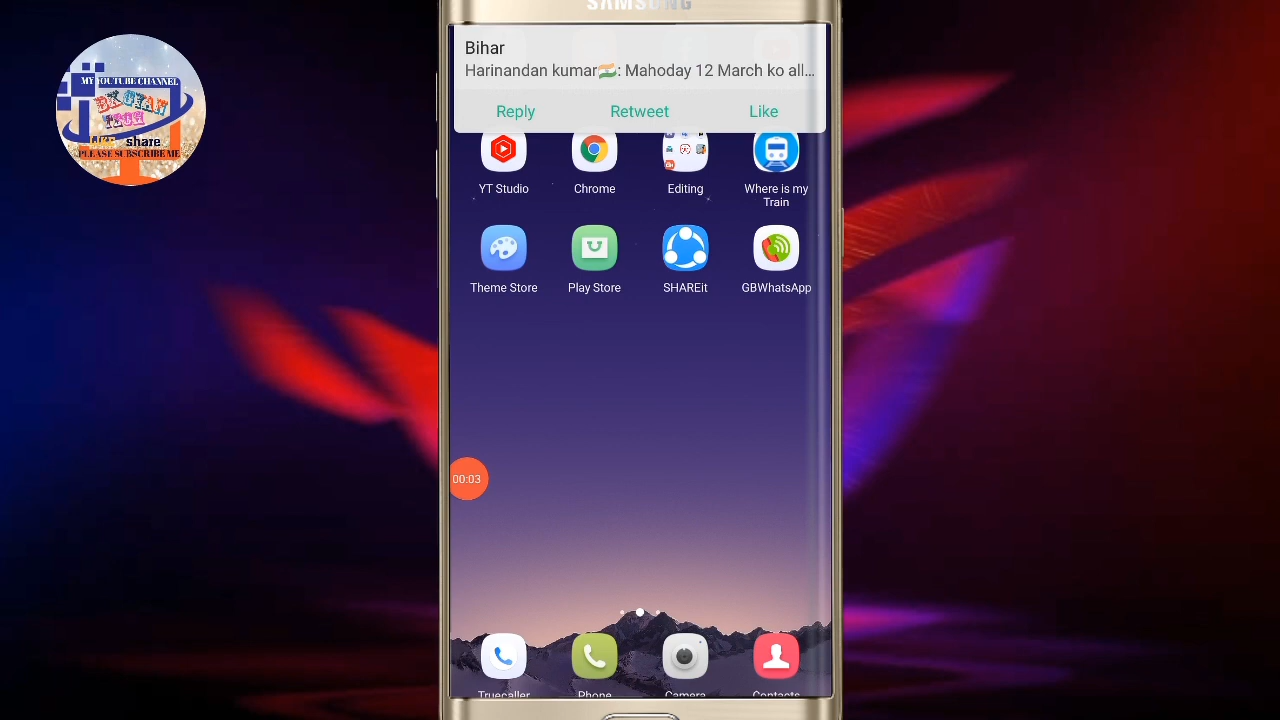 SAMSUNG
Bihar
Harinandan kumar🇮🇳: Mahoday 12 March ko all...
Reply
Retweet
Like
MY YOUTUBE CHANNEL
share
PLEASE SUBSCRIBE ME
YT Studio
Chrome
Editing
Where is my
Train
Theme Store
Play Store
SHAREit
GBWhatsApp
00:03
Truecaller
Phone
Camera
Contacts